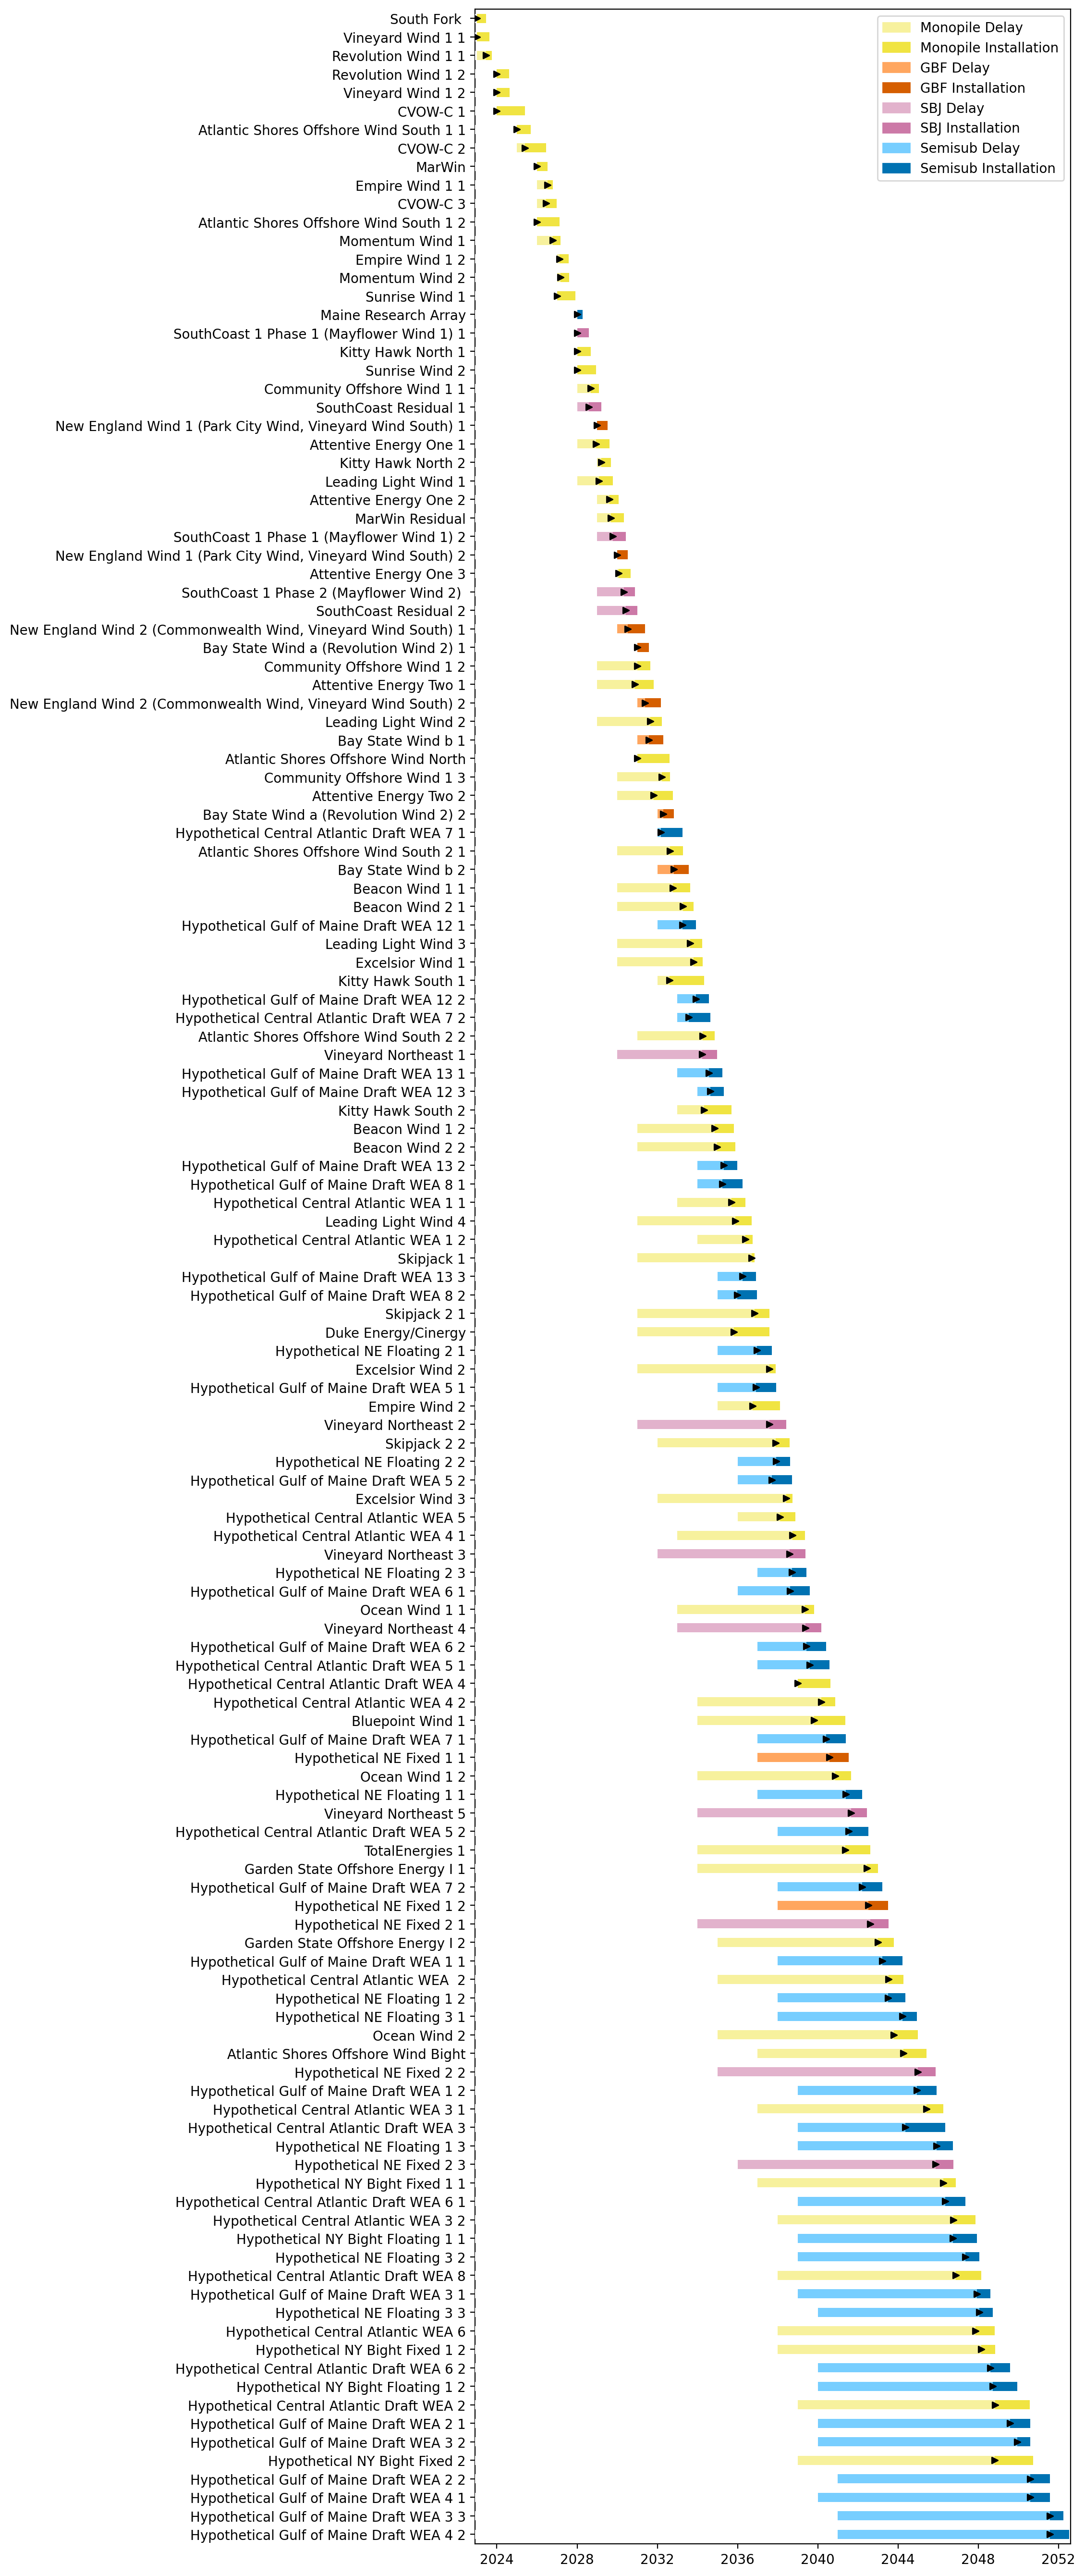 South Fork
Vineyard Wind 1 1
Revolution Wind 1 1
Revolution Wind 1 2
Vineyard Wind 1 2
CVOW-C 1
Atlantic Shores Offshore Wind South 1 1
CVOW-C 2
MarWin
Empire Wind 1 1
CVOW-C 3
Atlantic Shores Offshore Wind South 1 2
Momentum Wind 1
Empire Wind 1 2
Momentum Wind 2
Sunrise Wind 1
Maine Research Array
SouthCoast 1 Phase 1 (Mayflower Wind 1) 1
Kitty Hawk North 1
Sunrise Wind 2
Community Offshore Wind 1 1
SouthCoast Residual 1
New England Wind 1 (Park City Wind, Vineyard Wind South) 1
Attentive Energy One 1
Kitty Hawk North 2
Leading Light Wind 1
Attentive Energy One 2
MarWin Residual
SouthCoast 1 Phase 1 (Mayflower Wind 1) 2
New England Wind 1 (Park City Wind, Vineyard Wind South) 2
Attentive Energy One 3
SouthCoast 1 Phase 2 (Mayflower Wind 2)
SouthCoast Residual 2
New England Wind 2 (Commonwealth Wind, Vineyard Wind South) 1
Bay State Wind a (Revolution Wind 2) 1
Community Offshore Wind 1 2
Attentive Energy Two 1
New England Wind 2 (Commonwealth Wind, Vineyard Wind South) 2
Leading Light Wind 2
Bay State Wind b 1
Atlantic Shores Offshore Wind North
Community Offshore Wind 1 3
Attentive Energy Two 2
Bay State Wind a (Revolution Wind 2) 2
Hypothetical Central Atlantic Draft WEA 7 1
Atlantic Shores Offshore Wind South 2 1
Bay State Wind b 2
Beacon Wind 1 1
Beacon Wind 2 1
Hypothetical Gulf of Maine Draft WEA 12 1
Leading Light Wind 3
Excelsior Wind 1
Kitty Hawk South 1
Hypothetical Gulf of Maine Draft WEA 12 2
Hypothetical Central Atlantic Draft WEA 7 2
Atlantic Shores Offshore Wind South 2 2
Vineyard Northeast 1
Hypothetical Gulf of Maine Draft WEA 13 1
Hypothetical Gulf of Maine Draft WEA 12 3
Kitty Hawk South 2
Beacon Wind 1 2
Beacon Wind 2 2
Hypothetical Gulf of Maine Draft WEA 13 2
Hypothetical Gulf of Maine Draft WEA 8 1
Hypothetical Central Atlantic WEA 1 1
Leading Light Wind 4
Hypothetical Central Atlantic WEA 1 2
Skipjack 1
Hypothetical Gulf of Maine Draft WEA 13 3
Hypothetical Gulf of Maine Draft WEA 8 2
Skipjack 2 1
Duke Energy/Cinergy
Hypothetical NE Floating 2 1
Excelsior Wind 2
Hypothetical Gulf of Maine Draft WEA 5 1
Empire Wind 2
Vineyard Northeast 2
Skipjack 2 2
Hypothetical NE Floating 2 2
Hypothetical Gulf of Maine Draft WEA 5 2
Excelsior Wind 3
Hypothetical Central Atlantic WEA 5
Hypothetical Central Atlantic WEA 4 1
Vineyard Northeast 3
Hypothetical NE Floating 2 3
Hypothetical Gulf of Maine Draft WEA 6 1
Ocean Wind 1 1
Vineyard Northeast 4
Hypothetical Gulf of Maine Draft WEA 6 2
Hypothetical Central Atlantic Draft WEA 5 1
Hypothetical Central Atlantic Draft WEA 4
Hypothetical Central Atlantic WEA 4 2
Bluepoint Wind 1
Hypothetical Gulf of Maine Draft WEA 7 1
Hypothetical NE Fixed 1 1
Ocean Wind 1 2
Hypothetical NE Floating 1 1
Vineyard Northeast 5
Hypothetical Central Atlantic Draft WEA 5 2
TotalEnergies 1
Garden State Offshore Energy I 1
Hypothetical Gulf of Maine Draft WEA 7 2
Hypothetical NE Fixed 1 2
Hypothetical NE Fixed 2 1
Garden State Offshore Energy I 2
Hypothetical Gulf of Maine Draft WEA 1 1
Hypothetical Central Atlantic WEA  2
Hypothetical NE Floating 1 2
Hypothetical NE Floating 3 1
Ocean Wind 2
Atlantic Shores Offshore Wind Bight
Hypothetical NE Fixed 2 2
Hypothetical Gulf of Maine Draft WEA 1 2
Hypothetical Central Atlantic WEA 3 1
Hypothetical Central Atlantic Draft WEA 3
Hypothetical NE Floating 1 3
Hypothetical NE Fixed 2 3
Hypothetical NY Bight Fixed 1 1
Hypothetical Central Atlantic Draft WEA 6 1
Hypothetical Central Atlantic WEA 3 2
Hypothetical NY Bight Floating 1 1
Hypothetical NE Floating 3 2
Hypothetical Central Atlantic Draft WEA 8
Hypothetical Gulf of Maine Draft WEA 3 1
Hypothetical NE Floating 3 3
Hypothetical Central Atlantic WEA 6
Hypothetical NY Bight Fixed 1 2
Hypothetical Central Atlantic Draft WEA 6 2
Hypothetical NY Bight Floating 1 2
Hypothetical Central Atlantic Draft WEA 2
Hypothetical Gulf of Maine Draft WEA 2 1
Hypothetical Gulf of Maine Draft WEA 3 2
Hypothetical NY Bight Fixed 2
Hypothetical Gulf of Maine Draft WEA 2 2
Hypothetical Gulf of Maine Draft WEA 4 1
Hypothetical Gulf of Maine Draft WEA 3 3
Hypothetical Gulf of Maine Draft WEA 4 2
Monopile Delay
Monopile Installation
GBF Delay
GBF Installation
SBJ Delay
SBJ Installation
Semisub Delay
Semisub Installation
2024 2028 2032 2036 2040 2044 2048 2052